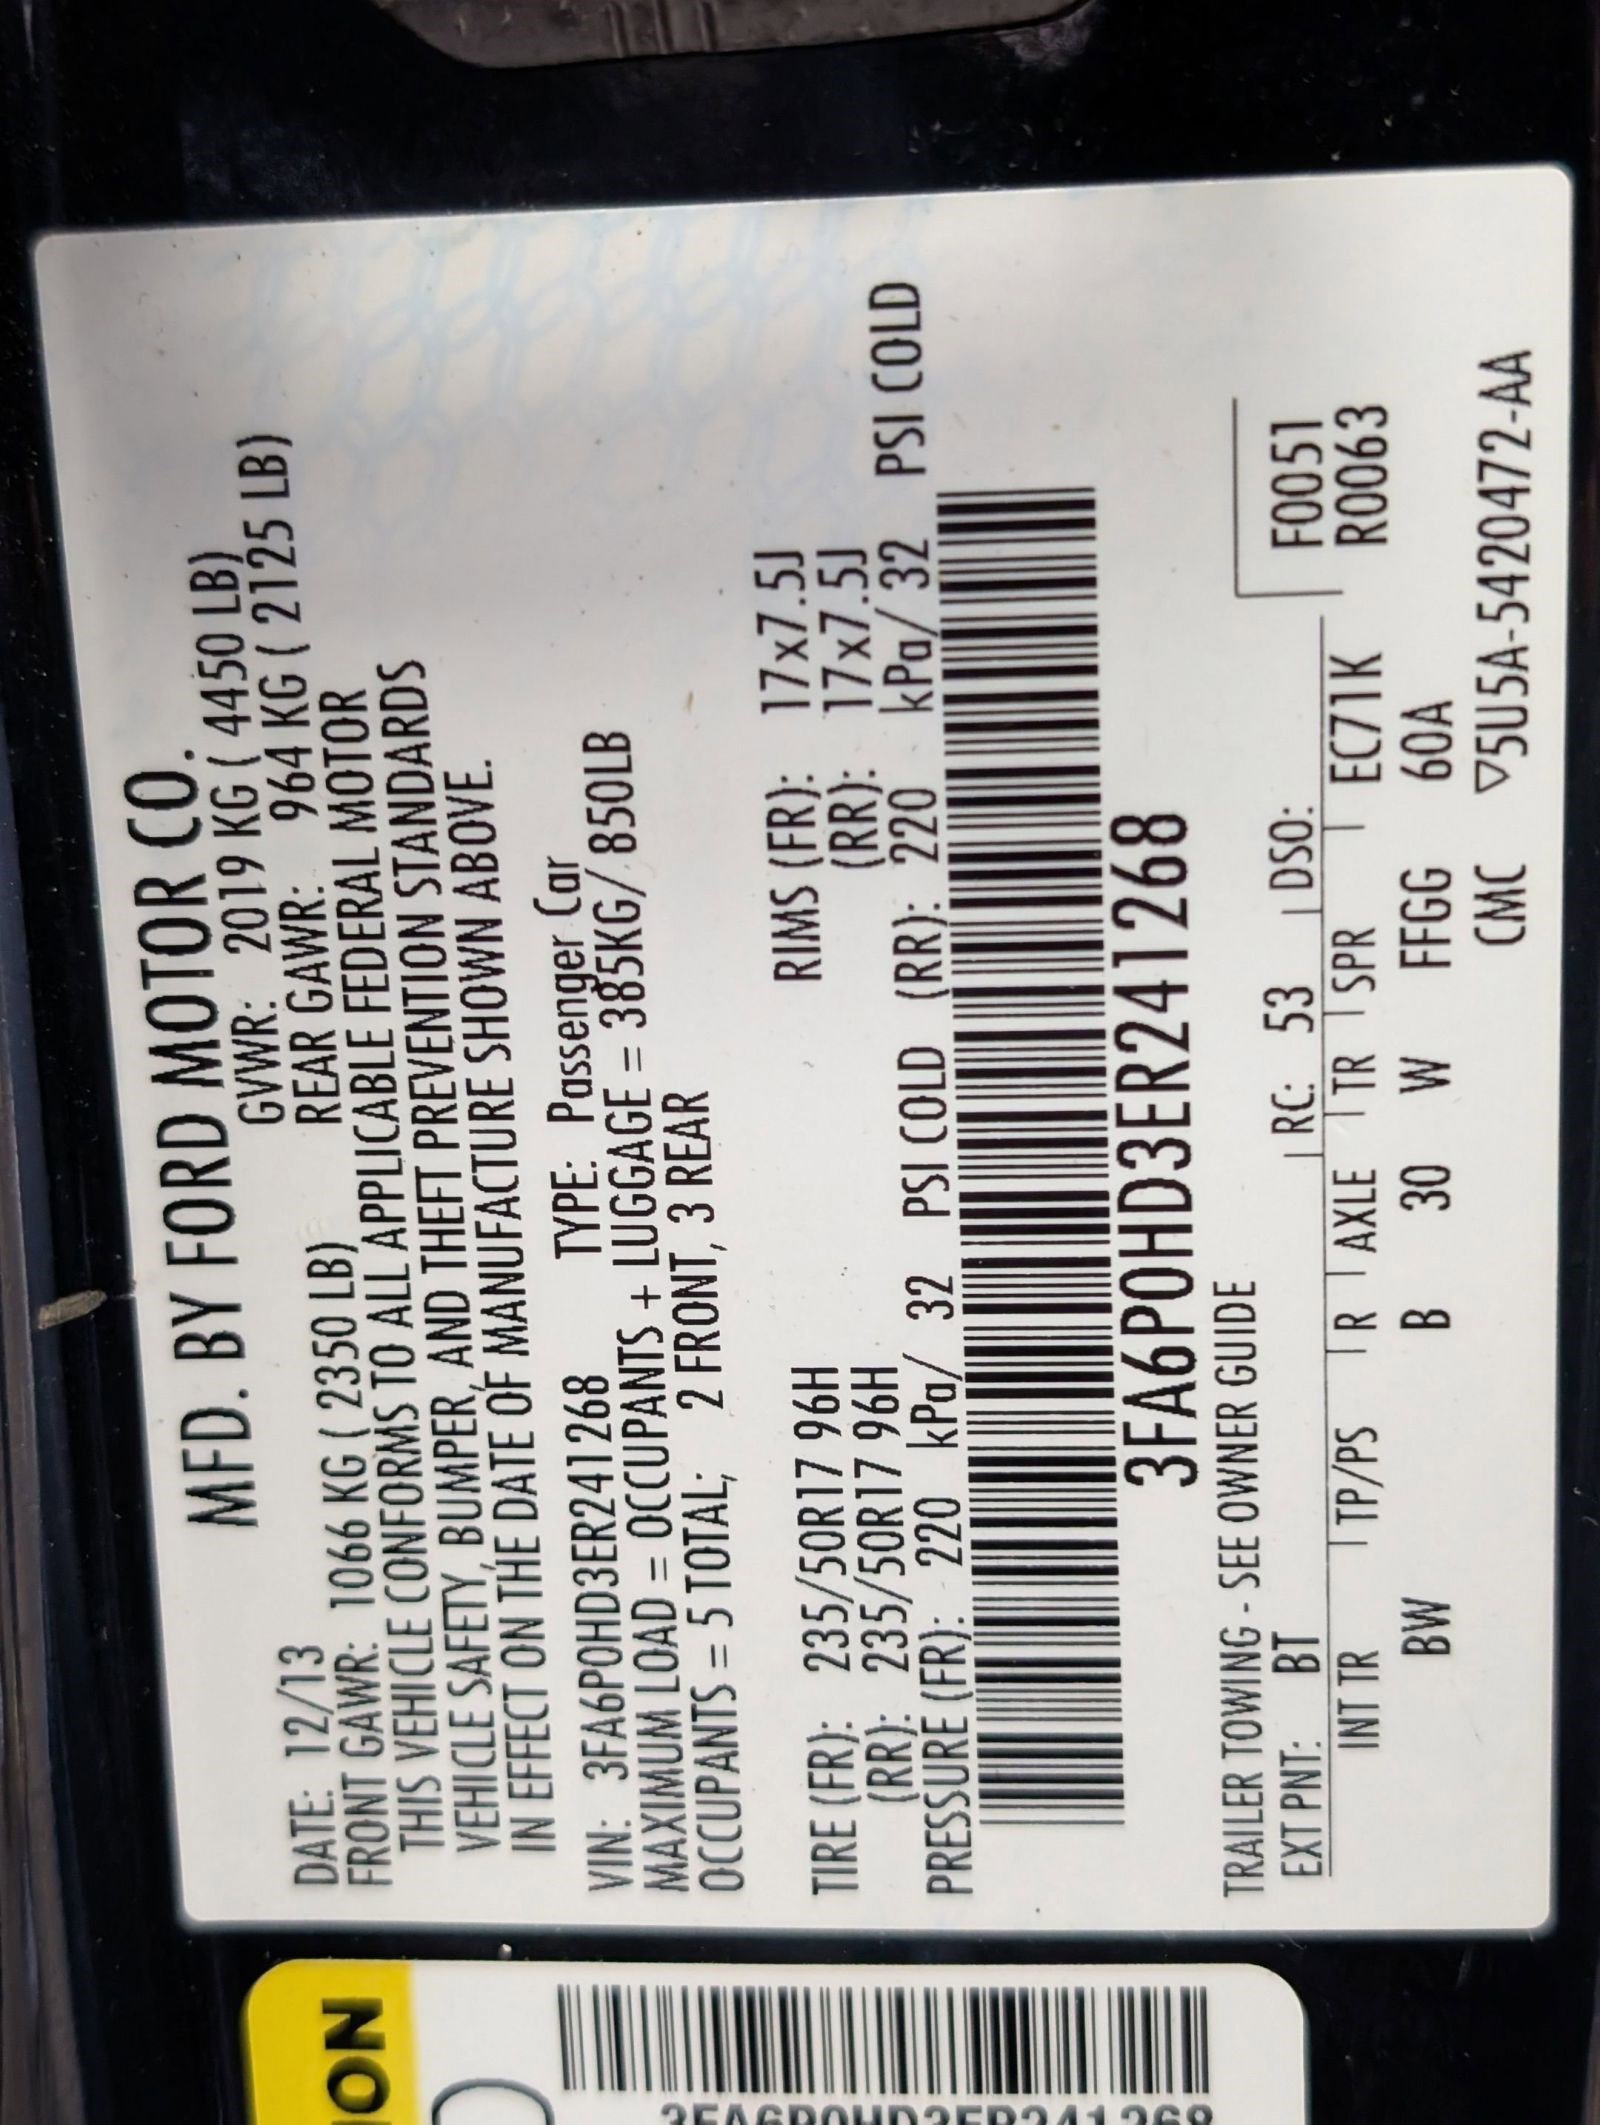 MFD. BY FORD MOTOR CO.
DATE: 12/13 GVWR: 2019 KG ( 4450 LB)
FRONT GAWR: 1066 KG ( 2350 LB) REAR GAWR: 964 KG ( 2125 LB)
THIS VEHICLE CONFORMS TO ALL APPLICABLE FEDERAL MOTOR
VEHICLE SAFETY, BUMPER, AND THEFT PREVENTION STANDARDS
IN EFFECT ON THE DATE OF MANUFACTURE SHOWN ABOVE.
VIN: 3FA6P0HD3ER241268 TYPE: Passenger Car
MAXIMUM LOAD = OCCUPANTS + LUGGAGE = 385KG/ 850LB
OCCUPANTS = 5 TOTAL; 2 FRONT, 3 REAR
TIRE (FR): 235/50R17 96H RIMS (FR): 17x7.5J
(RR): 235/50R17 96H (RR): 17x7.5J
PRESSURE (FR): 220 kPa/ 32 PSI COLD (RR): 220 kPa/ 32 PSI COLD
3FA6P0HD3ER241268
TRAILER TOWING - SEE OWNER GUIDE
EXT PNT: BT RC: 53 DSO: F0051
R0063
INT TR TP/PS R AXLE TR SPR EC71K
BW B 30 W FFGG 60A
CMC ▽5U5A-5420472-AA
ION
3FA6P0HD3ER241268